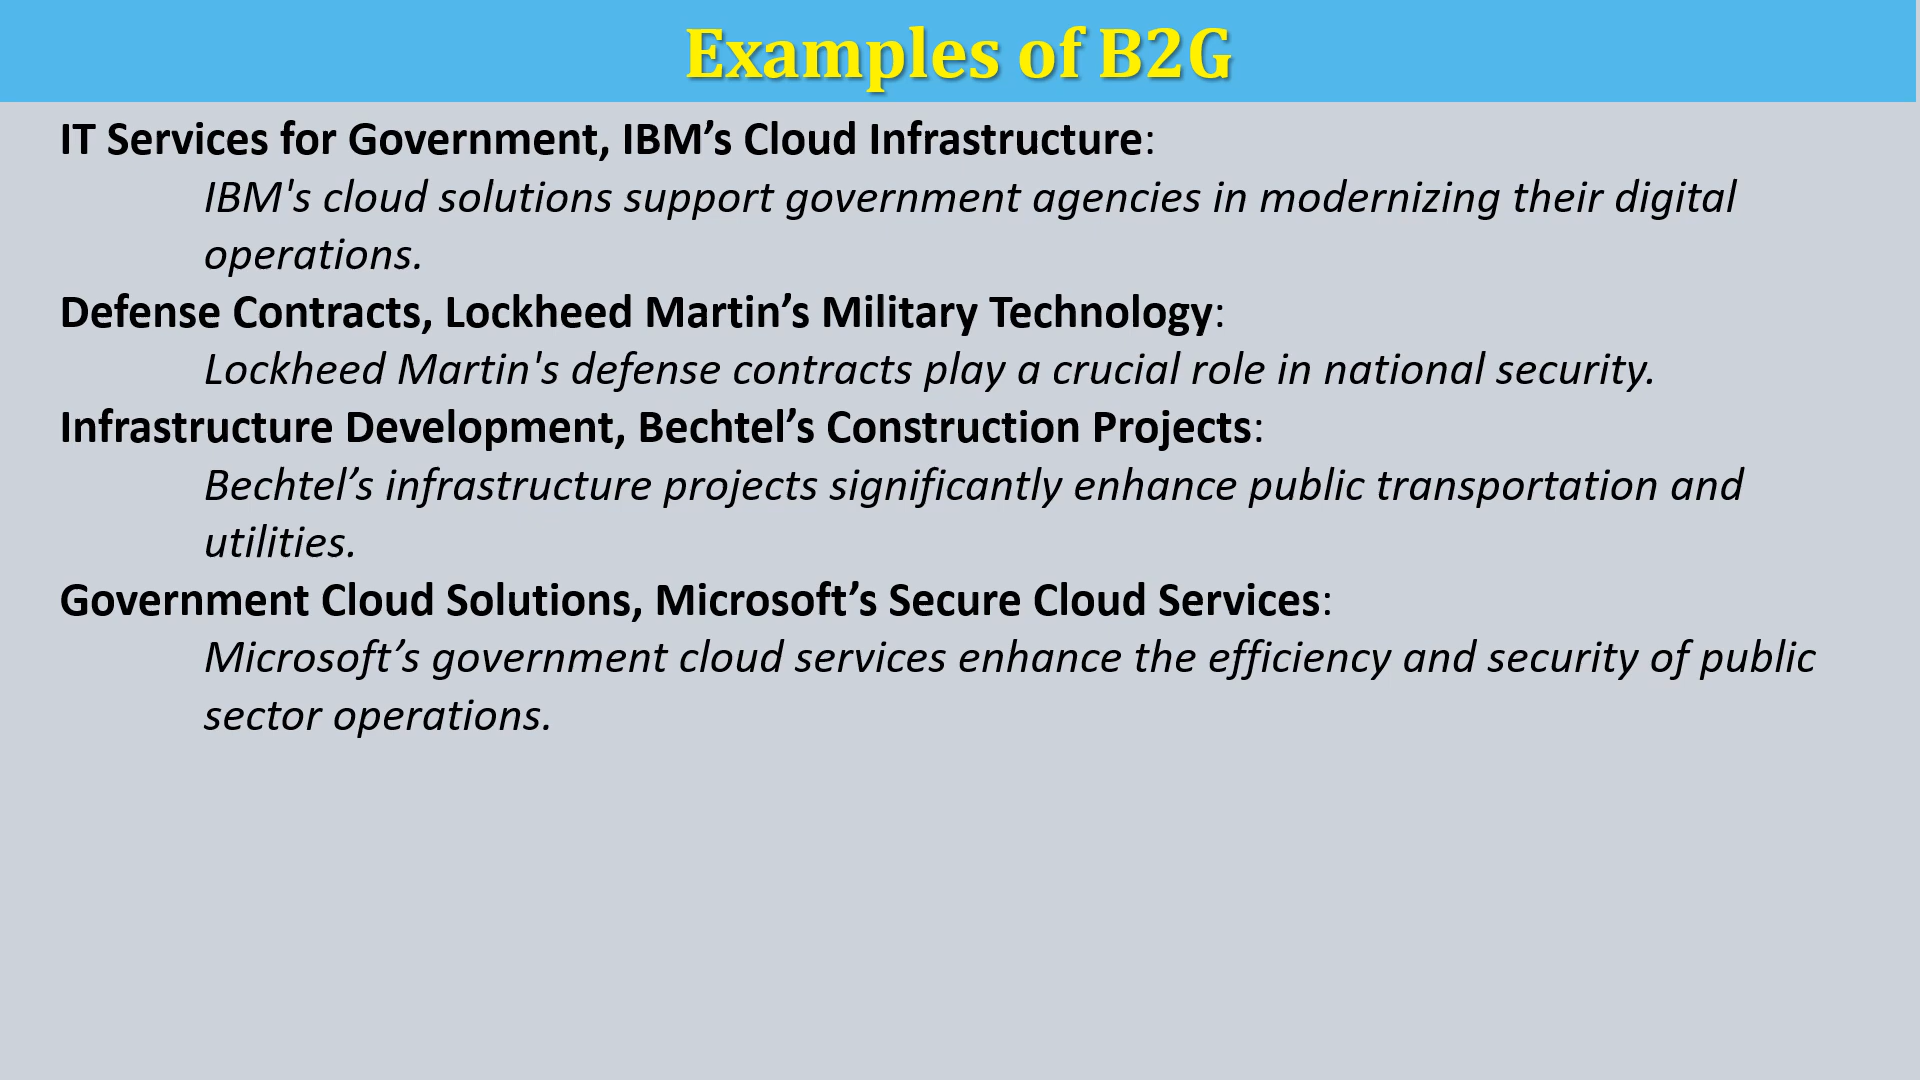 Examples of B2G
IT Services for Government, IBM’s Cloud Infrastructure:
IBM's cloud solutions support government agencies in modernizing their digital
operations.
Defense Contracts, Lockheed Martin’s Military Technology:
Lockheed Martin's defense contracts play a crucial role in national security.
Infrastructure Development, Bechtel’s Construction Projects:
Bechtel’s infrastructure projects significantly enhance public transportation and
utilities.
Government Cloud Solutions, Microsoft’s Secure Cloud Services:
Microsoft’s government cloud services enhance the efficiency and security of public
sector operations.